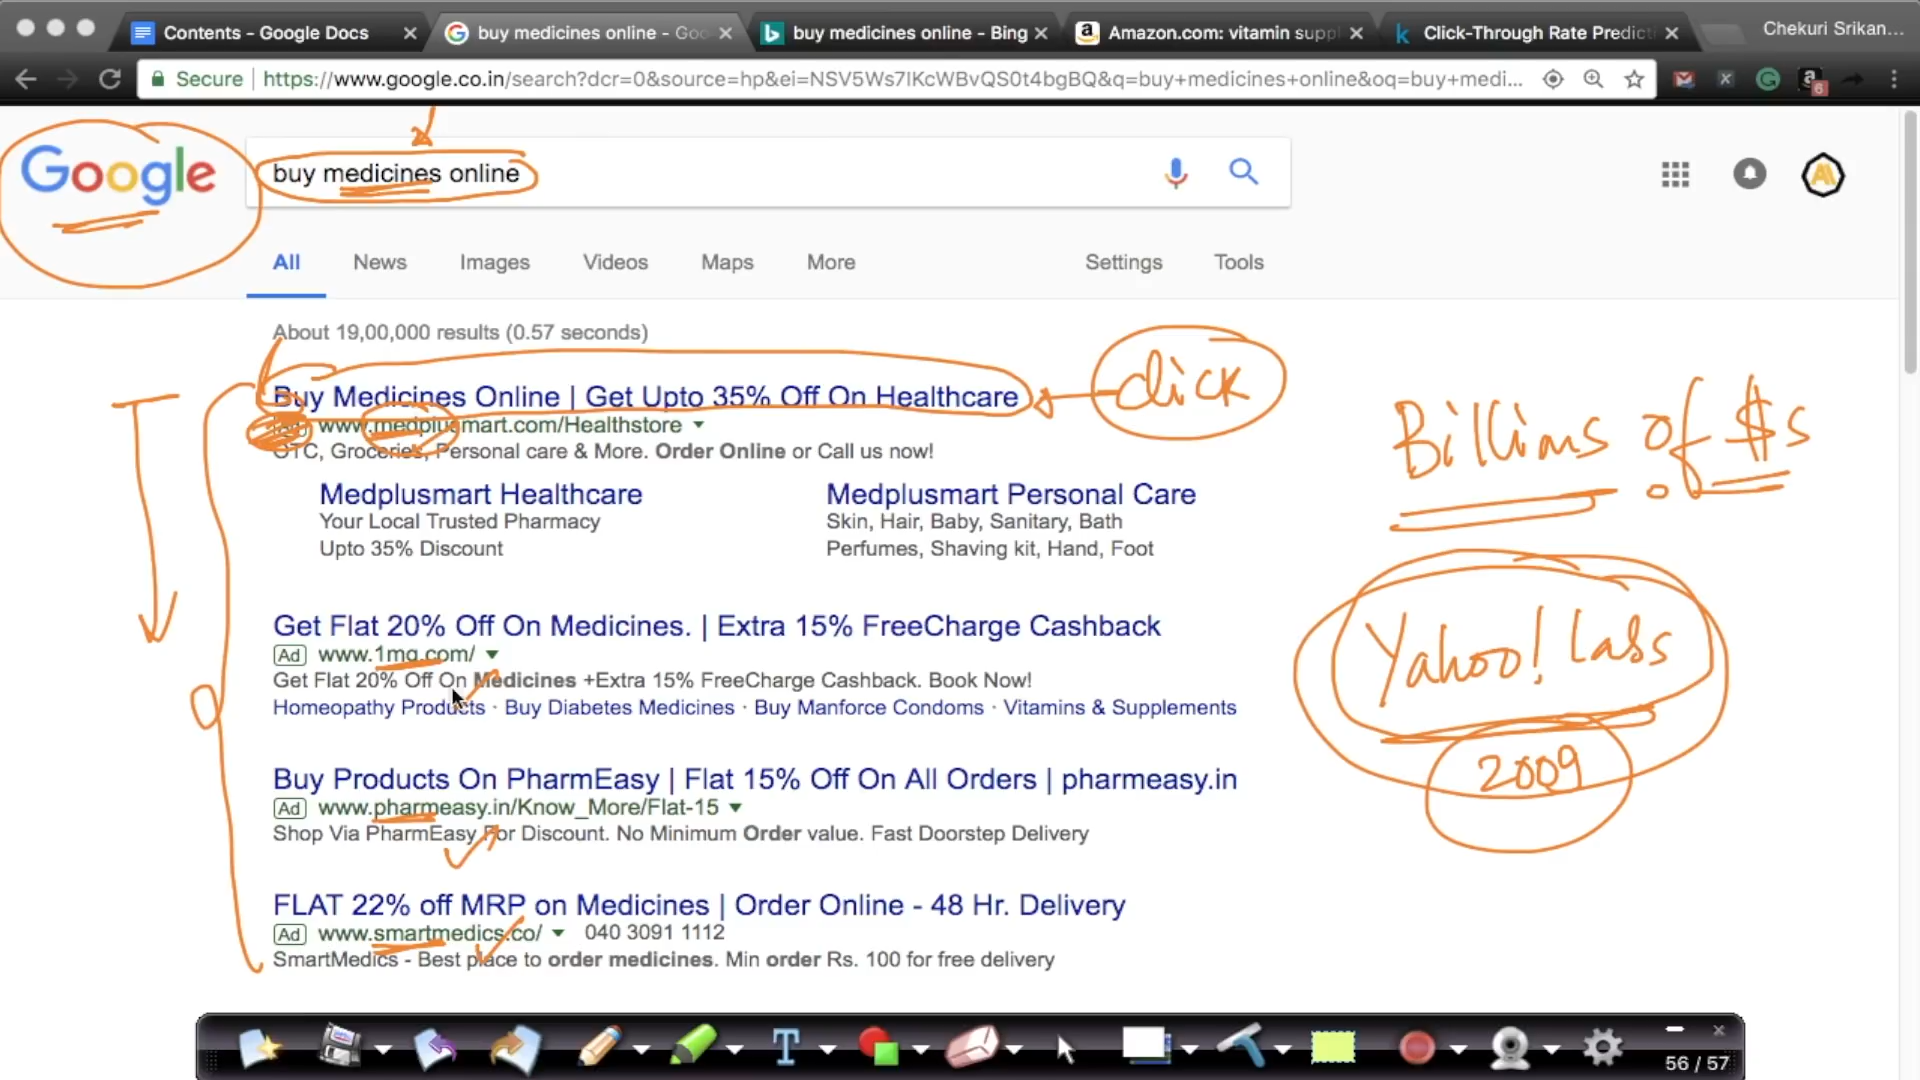 Contents - Google Docs
buy medicines online - Goo
buy medicines online - Bing
Amazon.com: vitamin suppl
Click-Through Rate Predicti
Chekuri Srikan...
Secure https://www.google.co.in/search?dcr=0&source=hp&ei=NSV5Ws7IKcWBvQS0t4bgBQ&q=buy+medicines+online&oq=buy+medi...
6
Google
buy medicines online
All News Images Videos Maps More Settings Tools
About 19,00,000 results (0.57 seconds)
Buy Medicines Online | Get Upto 35% Off On Healthcare
click
www.medplusmart.com/Healthstore
OTC, Groceries, Personal care & More. Order Online or Call us now!
Billions of $s
Medplusmart Healthcare
Your Local Trusted Pharmacy
Upto 35% Discount
Medplusmart Personal Care
Skin, Hair, Baby, Sanitary, Bath
Perfumes, Shaving kit, Hand, Foot
Get Flat 20% Off On Medicines. | Extra 15% FreeCharge Cashback
Ad www.1mg.com/
Get Flat 20% Off On Medicines +Extra 15% FreeCharge Cashback. Book Now!
Homeopathy Products · Buy Diabetes Medicines · Buy Manforce Condoms · Vitamins & Supplements
Yahoo! Labs
2009
Buy Products On PharmEasy | Flat 15% Off On All Orders | pharmeasy.in
Ad www.pharmeasy.in/Know_More/Flat-15
Shop Via PharmEasy For Discount. No Minimum Order value. Fast Doorstep Delivery
FLAT 22% off MRP on Medicines | Order Online - 48 Hr. Delivery
Ad www.smartmedics.co/ 040 3091 1112
SmartMedics - Best place to order medicines. Min order Rs. 100 for free delivery
T
56 / 57